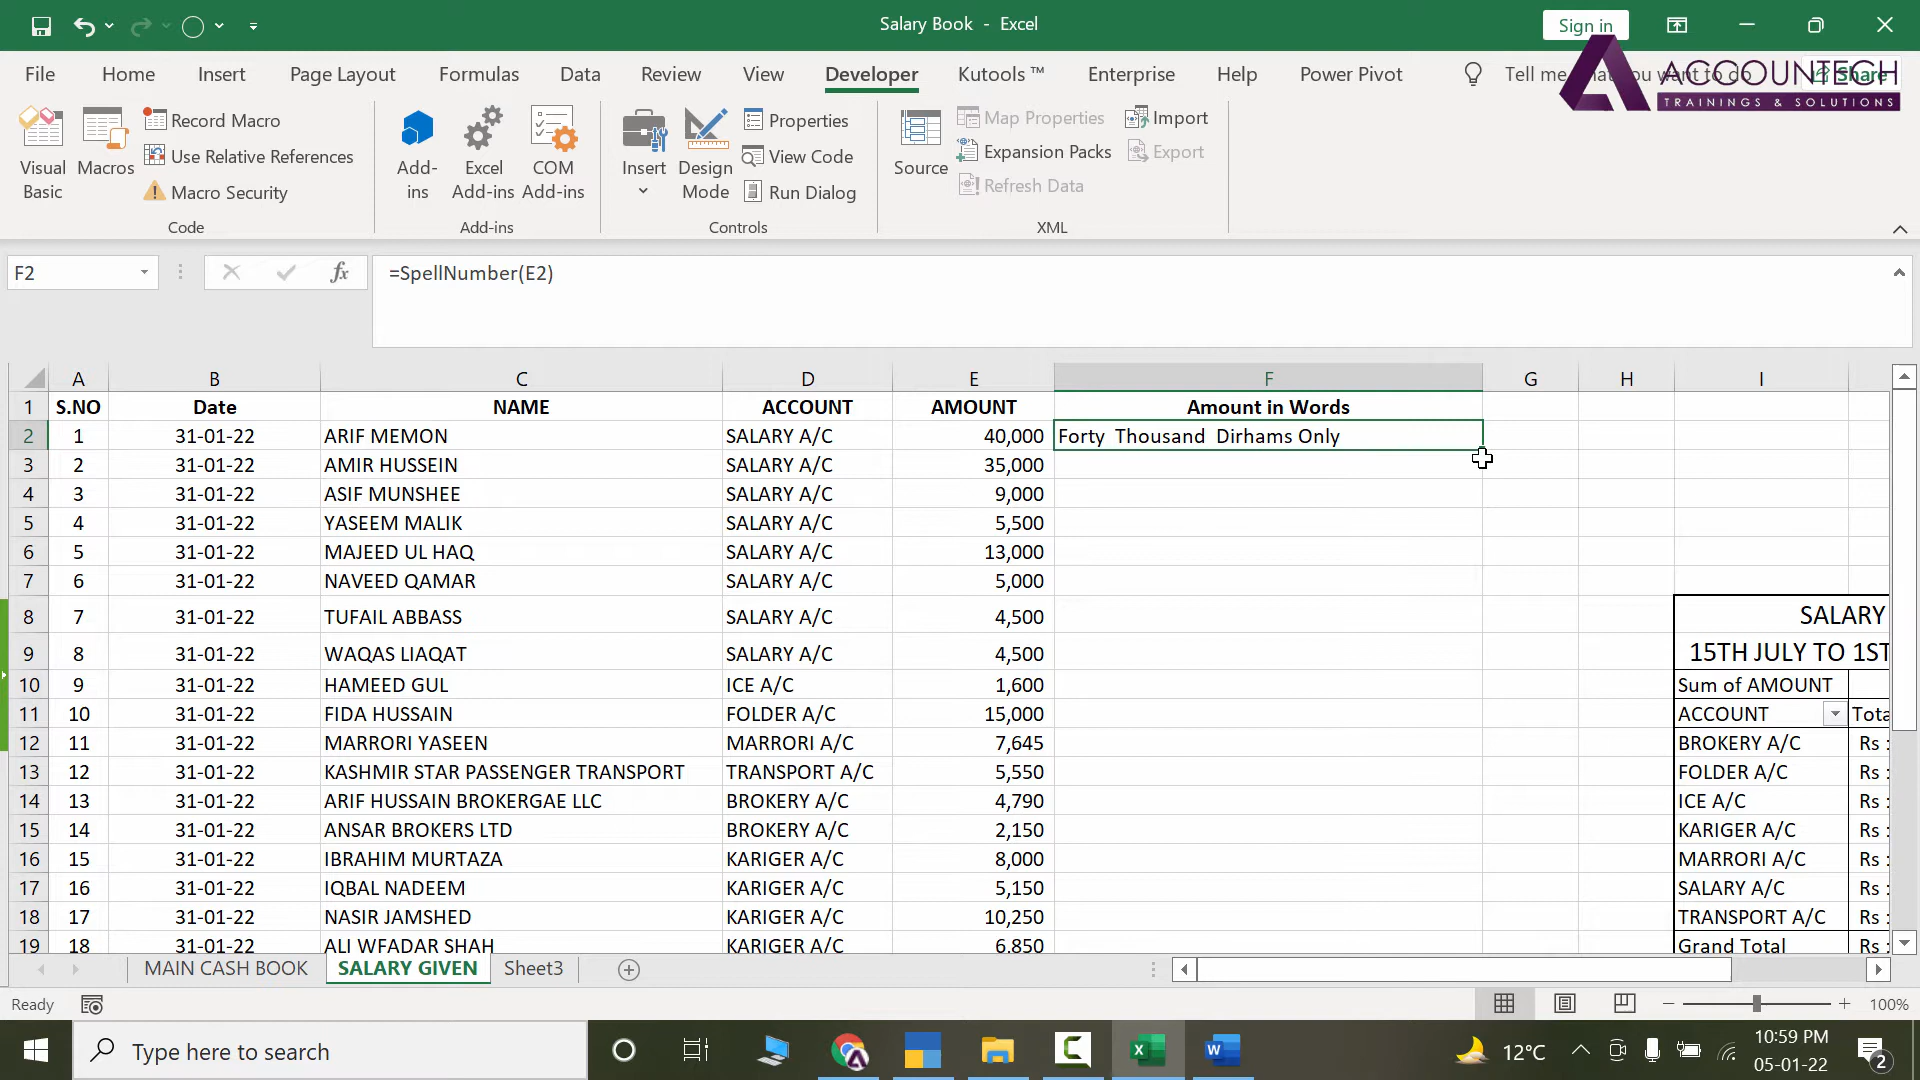 Salary Book - Excel
Sign in
ACCOUNTECH
TRAININGS & SOLUTIONS
File Home Insert Page Layout Formulas Data Review View Developer Kutools ™ Enterprise Help Power Pivot Tell me what you want to do Share
Visual Basic
Macros
Record Macro
Use Relative References
Macro Security
Code
Add-ins
Excel Add-ins
COM Add-ins
Add-ins
Insert
Design Mode
Properties
View Code
Run Dialog
Controls
Source
Map Properties
Expansion Packs
Refresh Data
Import
Export
XML
F2 fx =SpellNumber(E2)
A B C D E F G H I
1 S.NO Date NAME ACCOUNT AMOUNT Amount in Words
2 1 31-01-22 ARIF MEMON SALARY A/C 40,000 Forty Thousand Dirhams Only
3 2 31-01-22 AMIR HUSSEIN SALARY A/C 35,000
4 3 31-01-22 ASIF MUNSHEE SALARY A/C 9,000
5 4 31-01-22 YASEEM MALIK SALARY A/C 5,500
6 5 31-01-22 MAJEED UL HAQ SALARY A/C 13,000
7 6 31-01-22 NAVEED QAMAR SALARY A/C 5,000
8 7 31-01-22 TUFAIL ABBASS SALARY A/C 4,500 SALARY
9 8 31-01-22 WAQAS LIAQAT SALARY A/C 4,500 15TH JULY TO 1ST
10 9 31-01-22 HAMEED GUL ICE A/C 1,600 Sum of AMOUNT
11 10 31-01-22 FIDA HUSSAIN FOLDER A/C 15,000 ACCOUNT Tota
12 11 31-01-22 MARRORI YASEEN MARRORI A/C 7,645 BROKERY A/C Rs :
13 12 31-01-22 KASHMIR STAR PASSENGER TRANSPORT TRANSPORT A/C 5,550 FOLDER A/C Rs :
14 13 31-01-22 ARIF HUSSAIN BROKERGAE LLC BROKERY A/C 4,790 ICE A/C Rs :
15 14 31-01-22 ANSAR BROKERS LTD BROKERY A/C 2,150 KARIGER A/C Rs :
16 15 31-01-22 IBRAHIM MURTAZA KARIGER A/C 8,000 MARRORI A/C Rs :
17 16 31-01-22 IQBAL NADEEM KARIGER A/C 5,150 SALARY A/C Rs :
18 17 31-01-22 NASIR JAMSHED KARIGER A/C 10,250 TRANSPORT A/C Rs :
19 18 31-01-22 ALI WFADAR SHAH KARIGER A/C 6,850 Grand Total Rs :
MAIN CASH BOOK SALARY GIVEN Sheet3
Ready 100%
Type here to search 12°C 10:59 PM
05-01-22
2